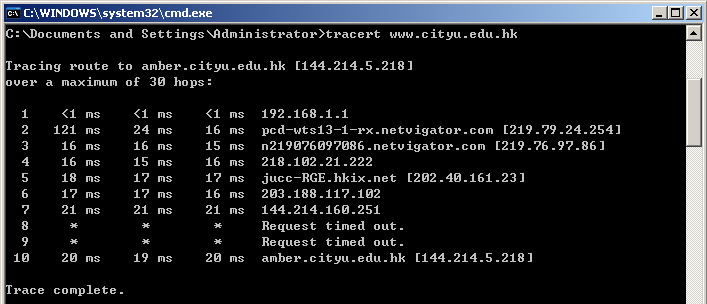 C:\WINDOWS\system32\cmd.exe
C:\Documents and Settings\Administrator>tracert www.cityu.edu.hk
Tracing route to amber.cityu.edu.hk [144.214.5.218]
over a maximum of 30 hops:
1 <1 ms <1 ms <1 ms 192.168.1.1
2 121 ms 24 ms 16 ms pcd-wts13-1-rx.netvigator.com [219.79.24.254]
3 16 ms 16 ms 15 ms n219076097086.netvigator.com [219.76.97.86]
4 16 ms 15 ms 16 ms 218.102.21.222
5 18 ms 17 ms 17 ms jucc-RGE.hkix.net [202.40.161.23]
6 17 ms 17 ms 16 ms 203.188.117.102
7 21 ms 21 ms 21 ms 144.214.160.251
8 * * * Request timed out.
9 * * * Request timed out.
10 20 ms 19 ms 20 ms amber.cityu.edu.hk [144.214.5.218]
Trace complete.